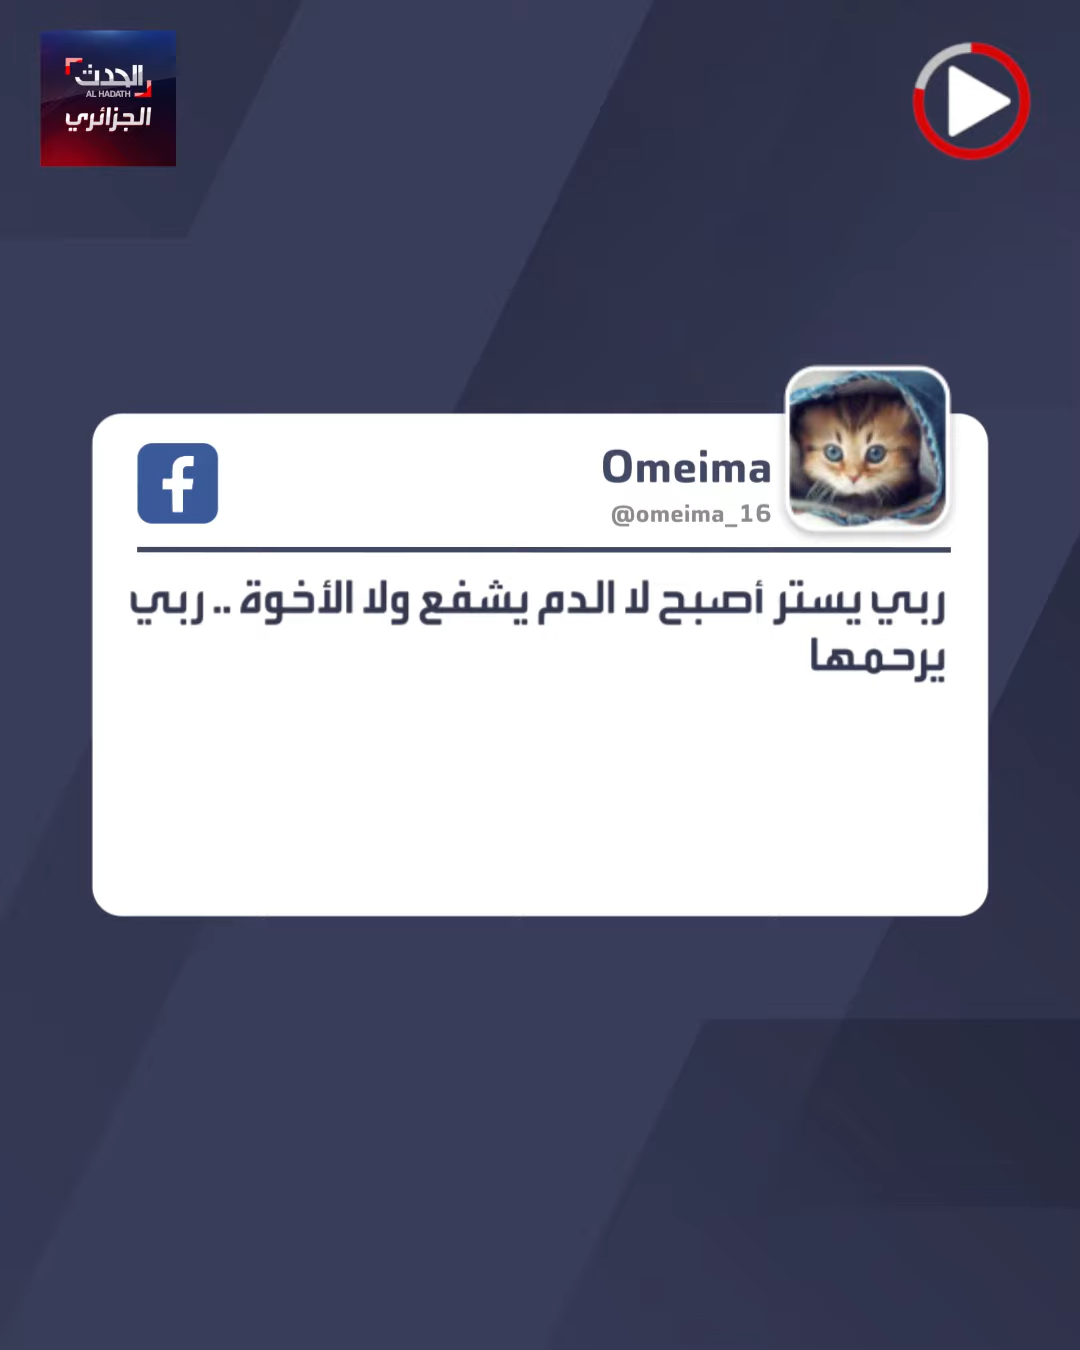 الحدث
AL HADATH
الجزائري
Omeima
@omeima_16
ربي يستر أصبح لا الدم يشفع ولا الأخوة .. ربي
يرحمها